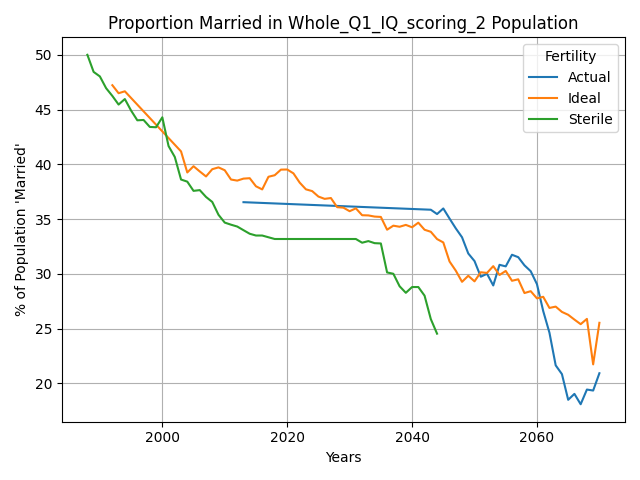 Proportion Married in Whole_Q1_IQ_scoring_2 Population
% of Population 'Married'
50
45
40
35
30
25
20
2000
2020
2040
2060
Years
Fertility
Actual
Ideal
Sterile